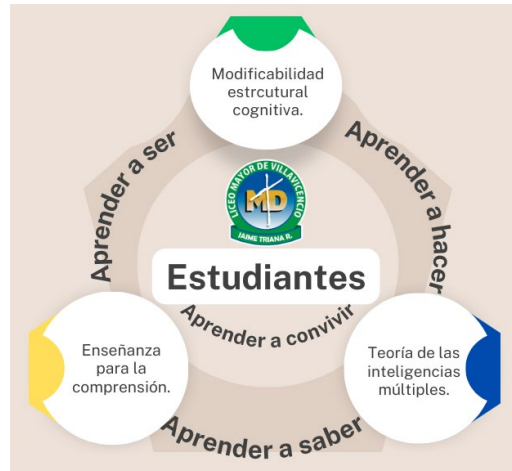 Modificabilidad
estrcutural
cognitiva.
Aprender a ser
Aprender a hacer
LICEO MAYOR DE VILLAVICENCIO
MD
JAIME TRIANA R.
Estudiantes
Aprender a convivir
Enseñanza
para la
comprensión.
Teoría de las
inteligencias
múltiples.
Aprender a saber